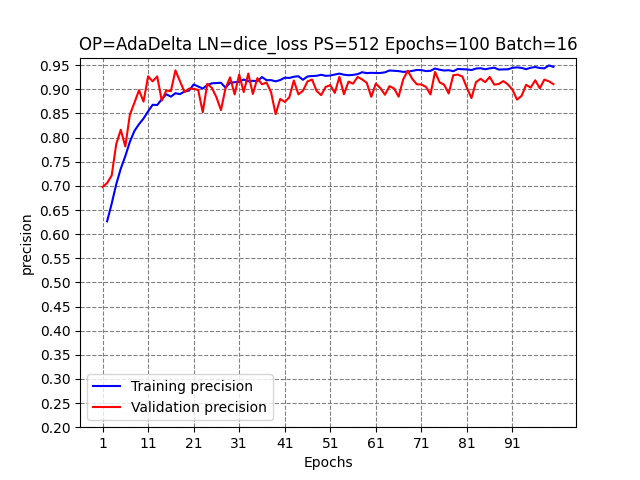 OP=AdaDelta LN=dice_loss PS=512 Epochs=100 Batch=16
precision
0.95
0.90
0.85
0.80
0.75
0.70
0.65
0.60
0.55
0.50
0.45
0.40
0.35
0.30
0.25
0.20
Training precision
Validation precision
1 11 21 31 41 51 61 71 81 91
Epochs